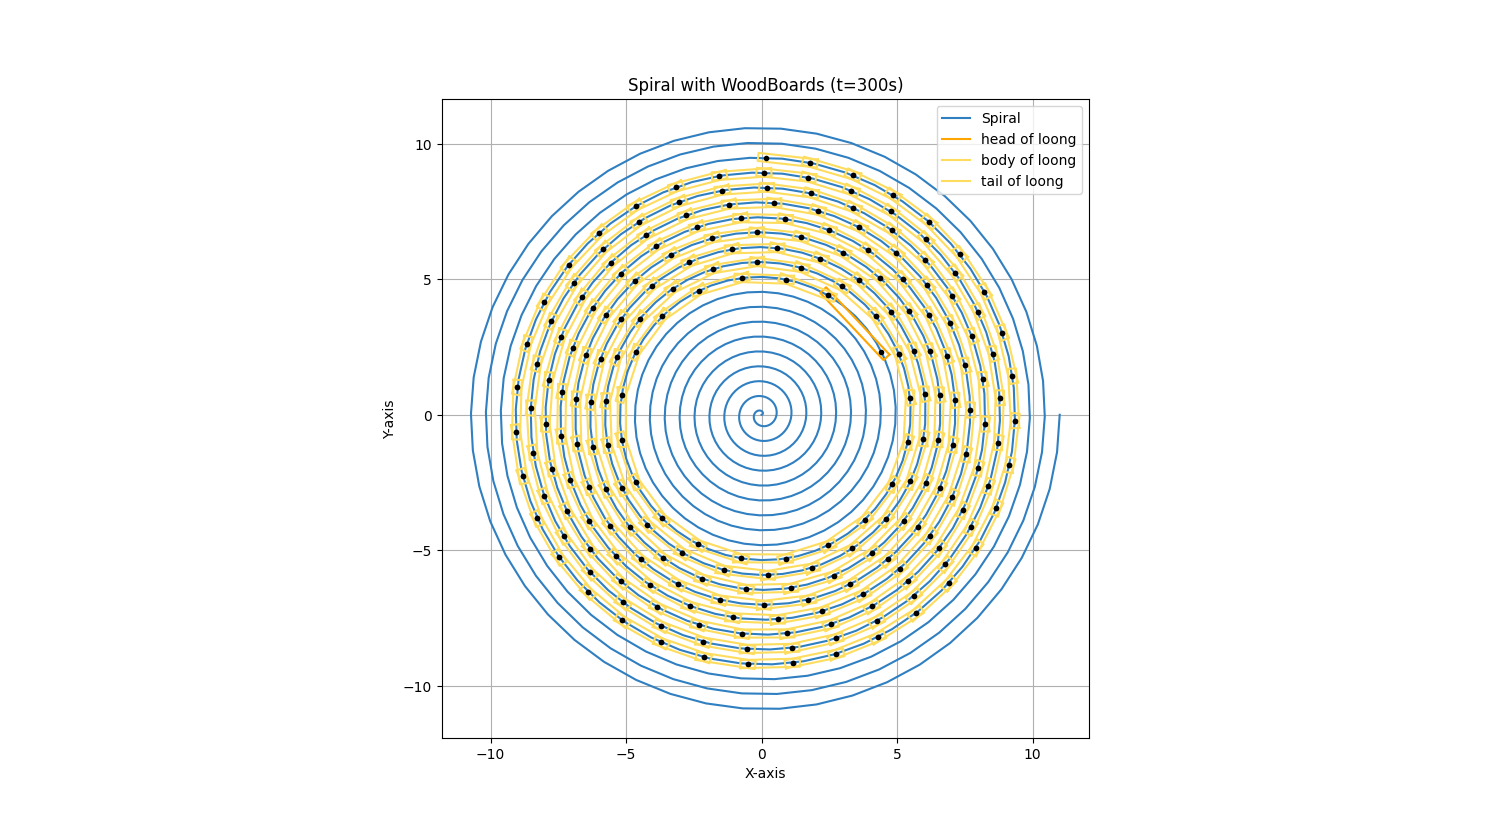 Spiral with WoodBoards (t=300s)
Spiral
head of loong
body of loong
tail of loong
10
5
0
−5
−10
Y-axis
−10
−5
0
5
10
X-axis